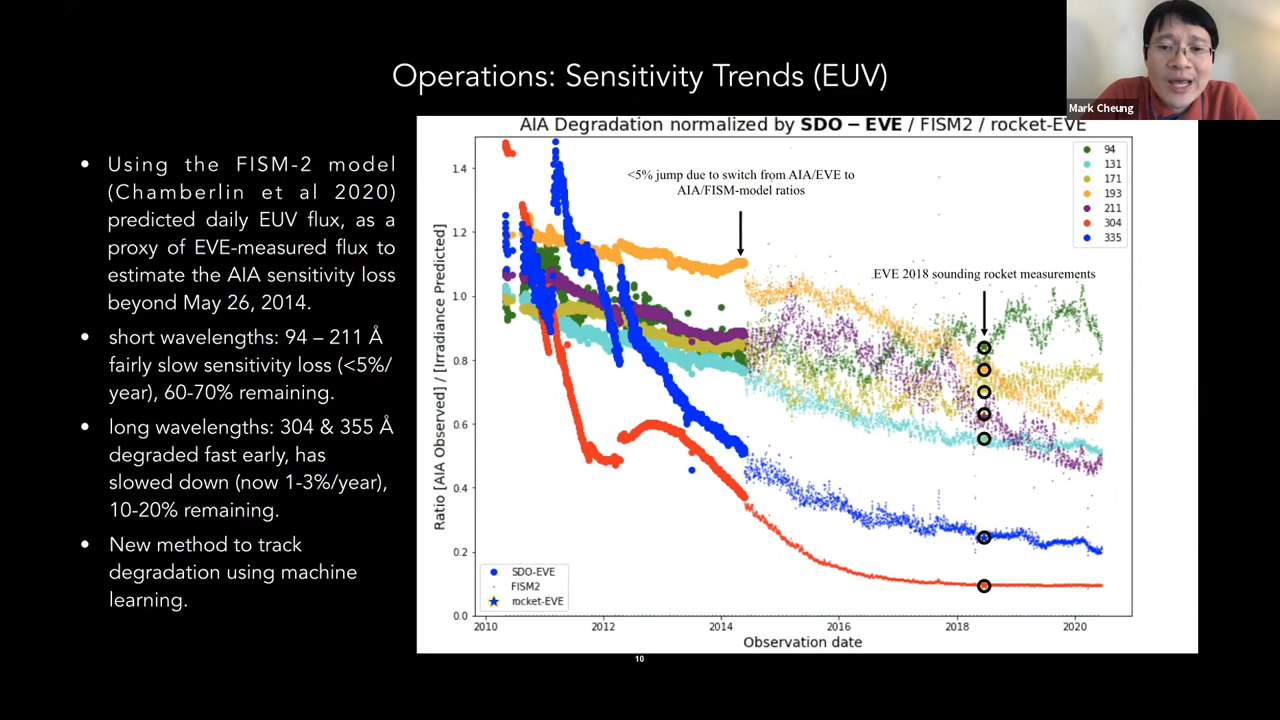 Mark Cheung
Operations: Sensitivity Trends (EUV)
• Using the FISM-2 model
(Chamberlin et al 2020)
predicted daily EUV flux, as a
proxy of EVE-measured flux to
estimate the AIA sensitivity loss
beyond May 26, 2014.
• short wavelengths: 94 – 211 Å
fairly slow sensitivity loss (<5%/
year), 60-70% remaining.
• long wavelengths: 304 & 355 Å
degraded fast early, has
slowed down (now 1-3%/year),
10-20% remaining.
• New method to track
degradation using machine
learning.
AIA Degradation normalized by SDO − EVE / FISM2 / rocket-EVE
<5% jump due to switch from AIA/EVE to
AIA/FISM-model ratios
EVE 2018 sounding rocket measurements
94
131
171
193
211
304
335
Ratio [AIA Observed] / [Irradiance Predicted]
1.4
1.2
1.0
0.8
0.6
0.4
0.2
0.0
SDO-EVE
FISM2
rocket-EVE
2010
2012
2014
2016
2018
2020
Observation date
10